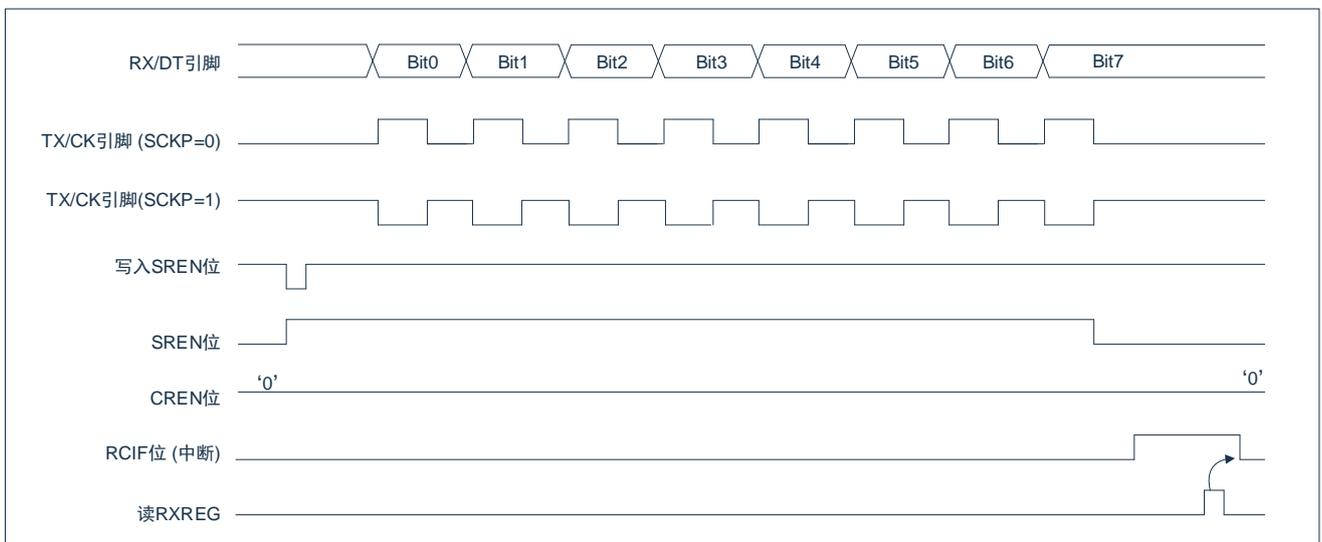 RX/DT引脚 Bit0 Bit1 Bit2 Bit3 Bit4 Bit5 Bit6 Bit7
TX/CK引脚 (SCKP=0)
TX/CK引脚(SCKP=1)
写入SREN位
SREN位
‘0’ ‘0’
CREN位
RCIF位 (中断)
读RXREG